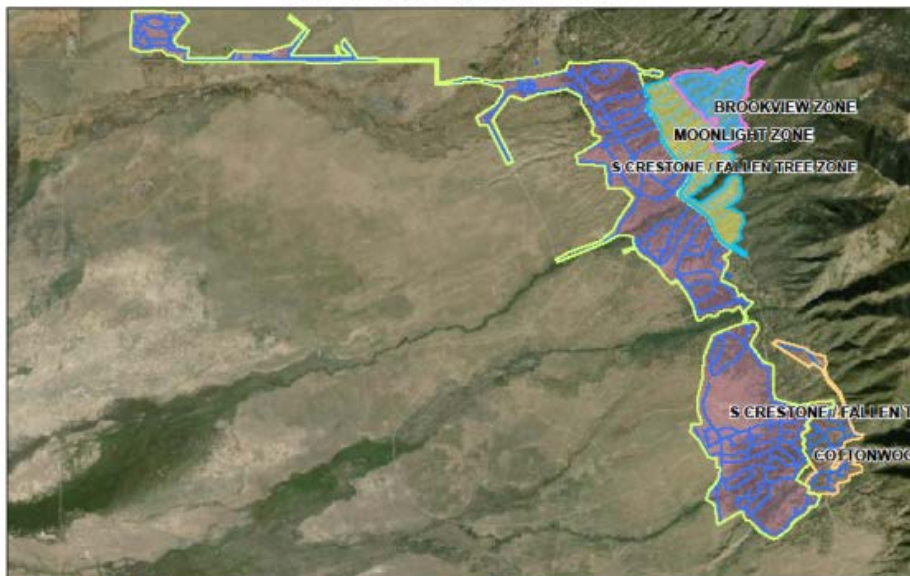 BROOKVIEW ZONE
MOONLIGHT ZONE
S CRESTONE / FALLEN TREE ZONE
S CRESTONE / FALLEN T
COTTONWOO